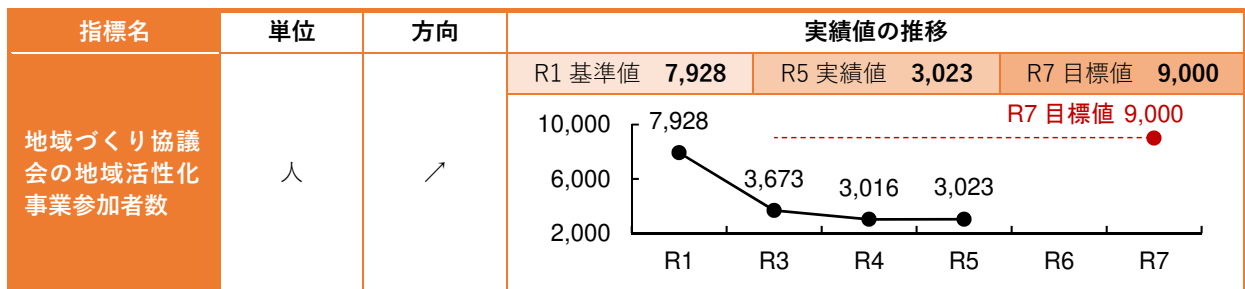 指標名 単位 方向 実績値の推移
R1 基準値 7,928 R5 実績値 3,023 R7 目標値 9,000
地域づくり協議
会の地域活性化
事業参加者数
人
↗
R7 目標値 9,000
10,000
6,000
2,000
7,928
3,673
3,016
3,023
R1 R3 R4 R5 R6 R7